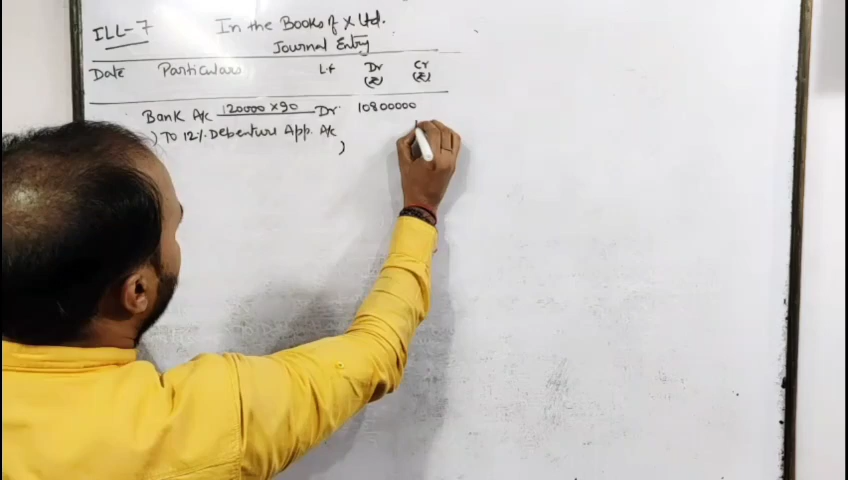 ILL-7 In the Books of X Ltd.
Journal Entry
Date Particulars L.f Dr (₹) Cr (₹)
Bank A/c 120000 x 90 Dr. 10800000
) To 12% Debenture App. A/c
)